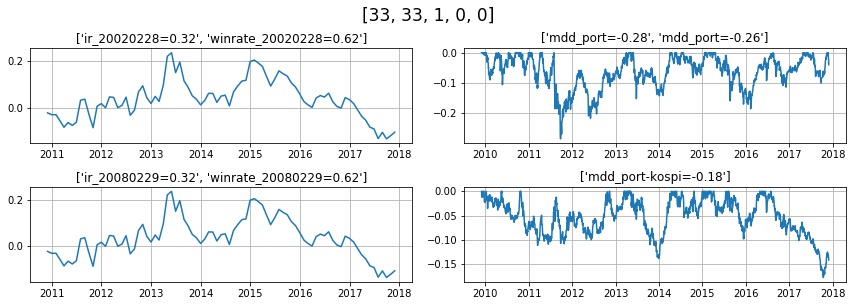 [33, 33, 1, 0, 0]
['ir_20020228=0.32', 'winrate_20020228=0.62']
0.2
0.0
2011 2012 2013 2014 2015 2016 2017 2018
['mdd_port=-0.28', 'mdd_port=-0.26']
0.0
−0.1
−0.2
2010 2011 2012 2013 2014 2015 2016 2017 2018
['ir_20080229=0.32', 'winrate_20080229=0.62']
0.2
0.0
2011 2012 2013 2014 2015 2016 2017 2018
['mdd_port-kospi=-0.18']
0.00
−0.05
−0.10
−0.15
2010 2011 2012 2013 2014 2015 2016 2017 2018